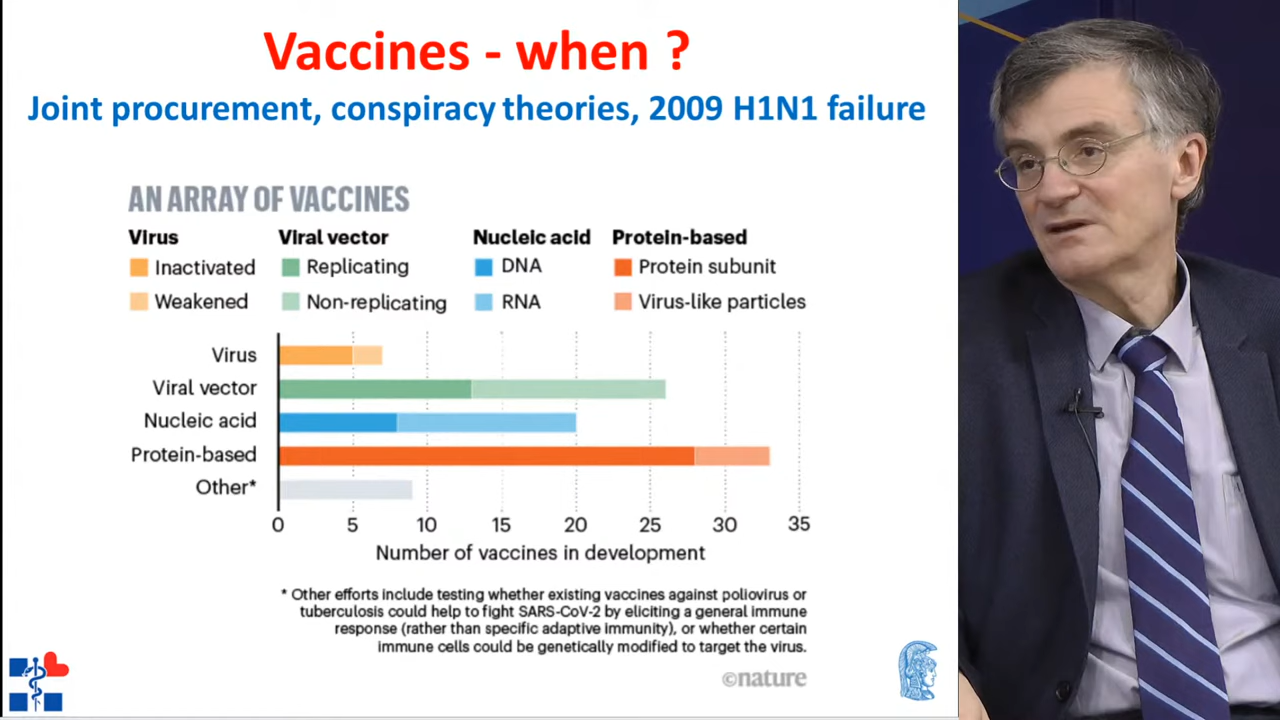 Vaccines - when ?
Joint procurement, conspiracy theories, 2009 H1N1 failure
AN ARRAY OF VACCINES
Virus Viral vector Nucleic acid Protein-based
Inactivated Replicating DNA Protein subunit
Weakened Non-replicating RNA Virus-like particles
Virus
Viral vector
Nucleic acid
Protein-based
Other*
0 5 10 15 20 25 30 35
Number of vaccines in development
* Other efforts include testing whether existing vaccines against poliovirus or
tuberculosis could help to fight SARS-CoV-2 by eliciting a general immune
response (rather than specific adaptive immunity), or whether certain
immune cells could be genetically modified to target the virus.
©nature